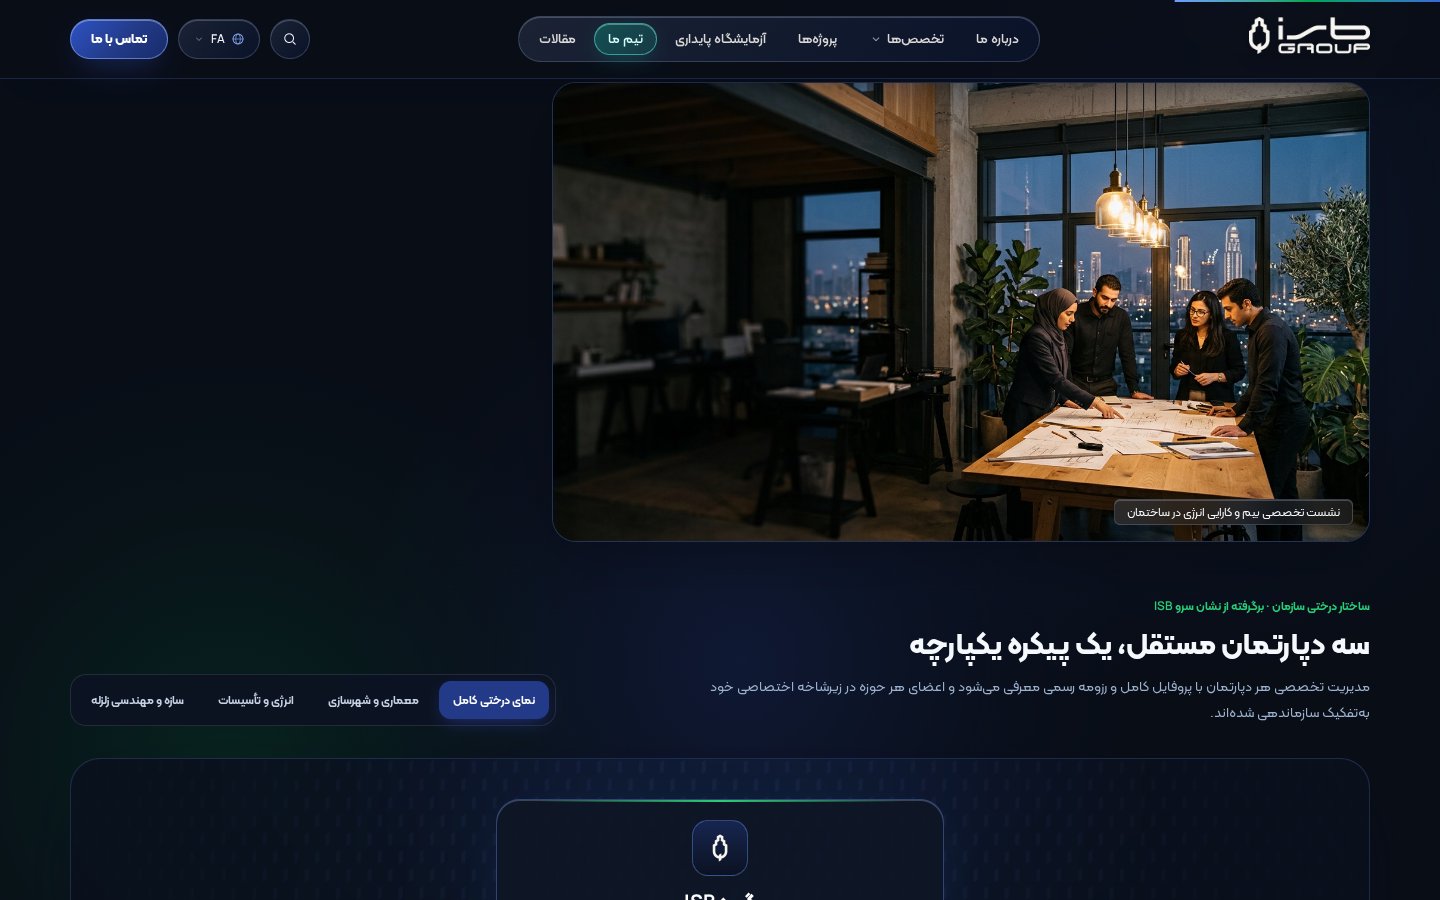 isb
GROUP
درباره ما
تخصص‌ها
پروژه‌ها
آزمایشگاه پایداری
تیم ما
مقالات
FA
تماس با ما
نشست تخصصی بیم و کارایی انرژی در ساختمان
ساختار درختی سازمان · برگرفته از نشان سرو ISB
سه دپارتمان مستقل، یک پیکره یکپارچه
مدیریت تخصصی هر دپارتمان با پروفایل کامل و رزومه رسمی معرفی می‌شود و اعضای هر حوزه در زیرشاخه اختصاصی خود
به‌تفکیک سازماندهی شده‌اند.
نمای درختی کامل
معماری و شهرسازی
انرژی و تأسیسات
سازه و مهندسی زلزله